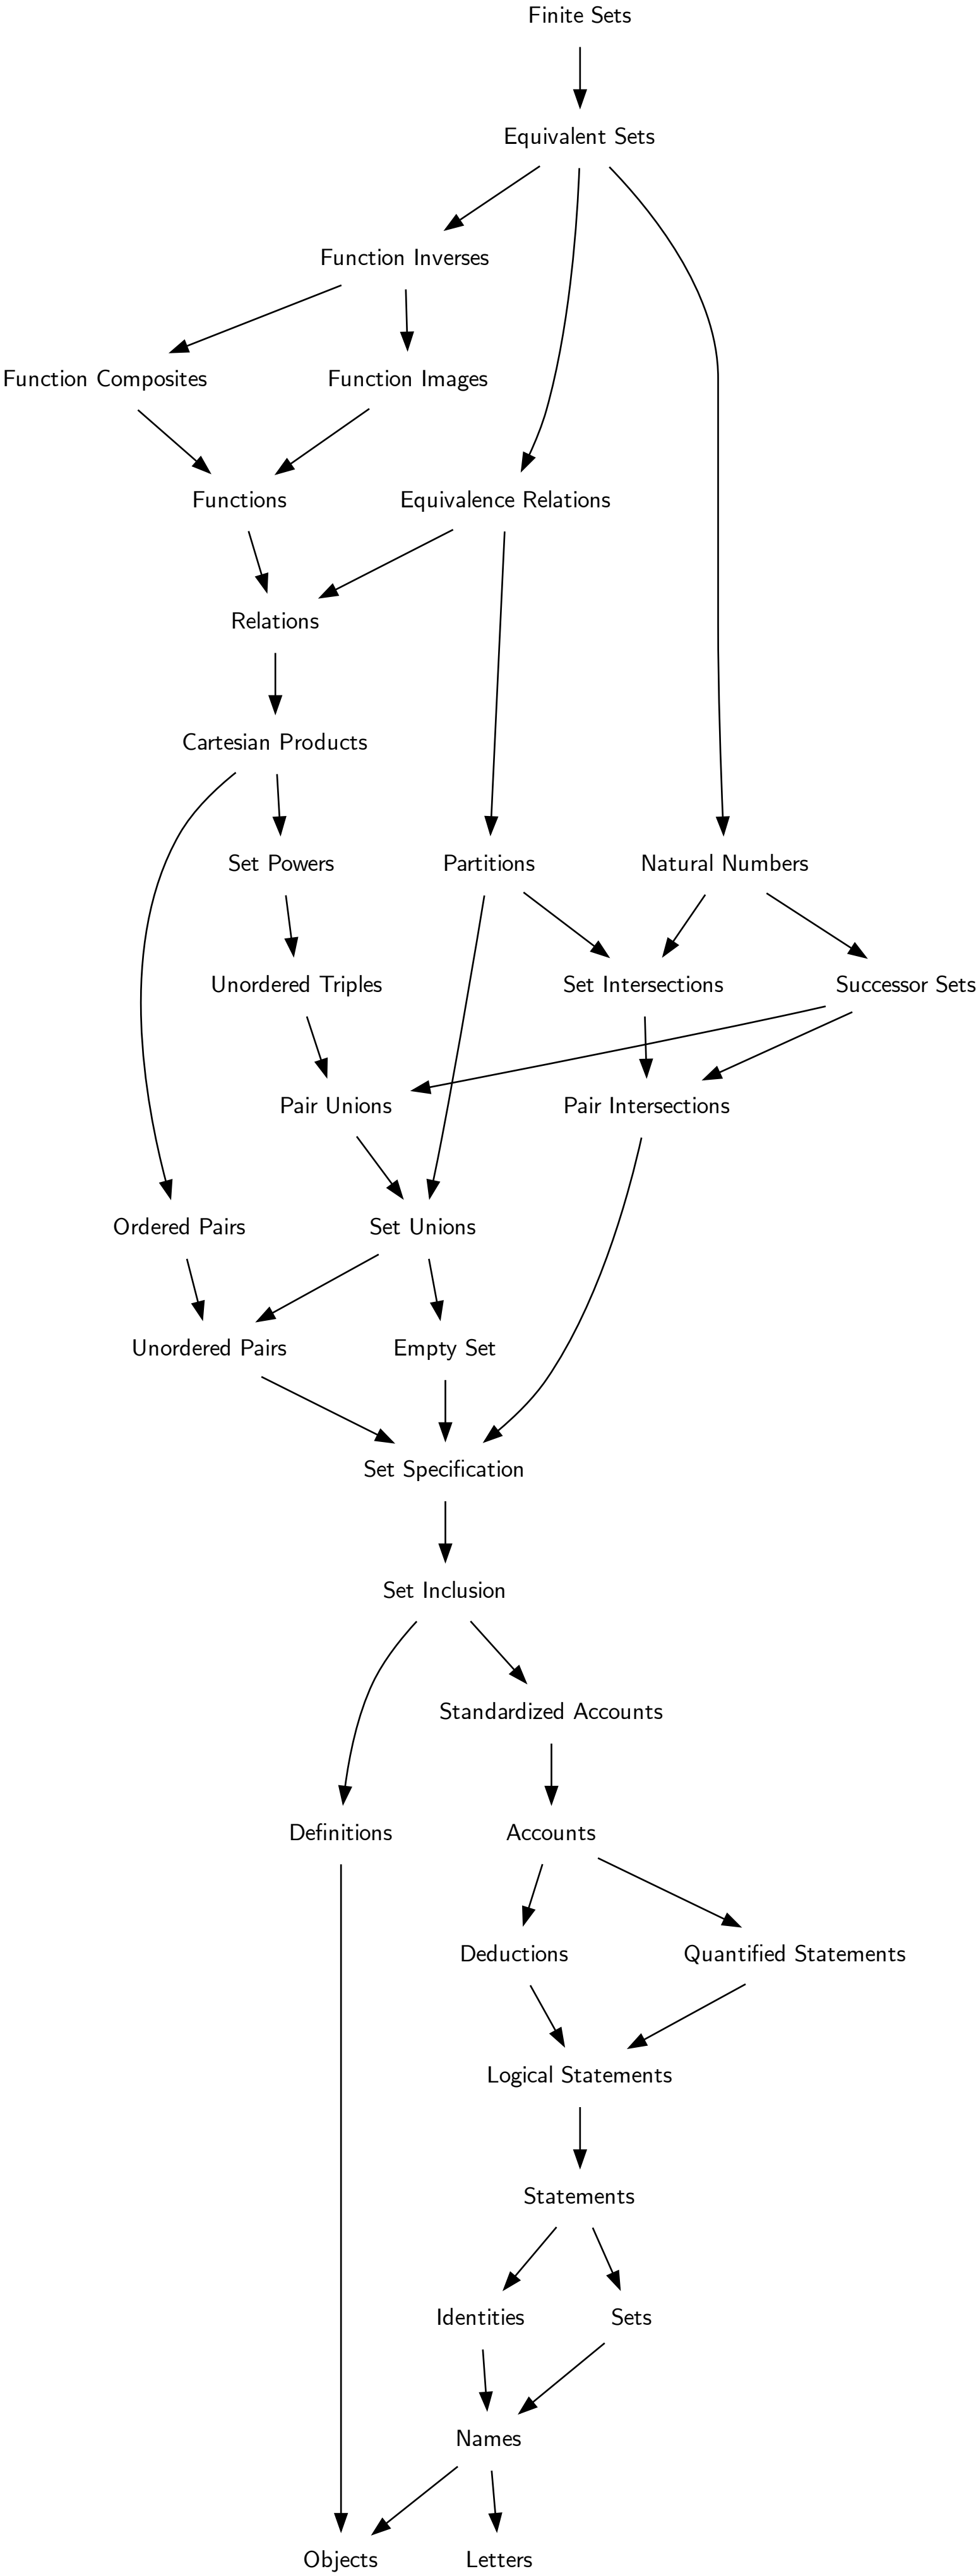 Finite Sets
Equivalent Sets
Function Inverses
Function Composites
Function Images
Functions
Equivalence Relations
Relations
Cartesian Products
Set Powers
Partitions
Natural Numbers
Unordered Triples
Set Intersections
Successor Sets
Pair Unions
Pair Intersections
Ordered Pairs
Set Unions
Unordered Pairs
Empty Set
Set Specification
Set Inclusion
Standardized Accounts
Definitions
Accounts
Deductions
Quantified Statements
Logical Statements
Statements
Identities
Sets
Names
Objects
Letters